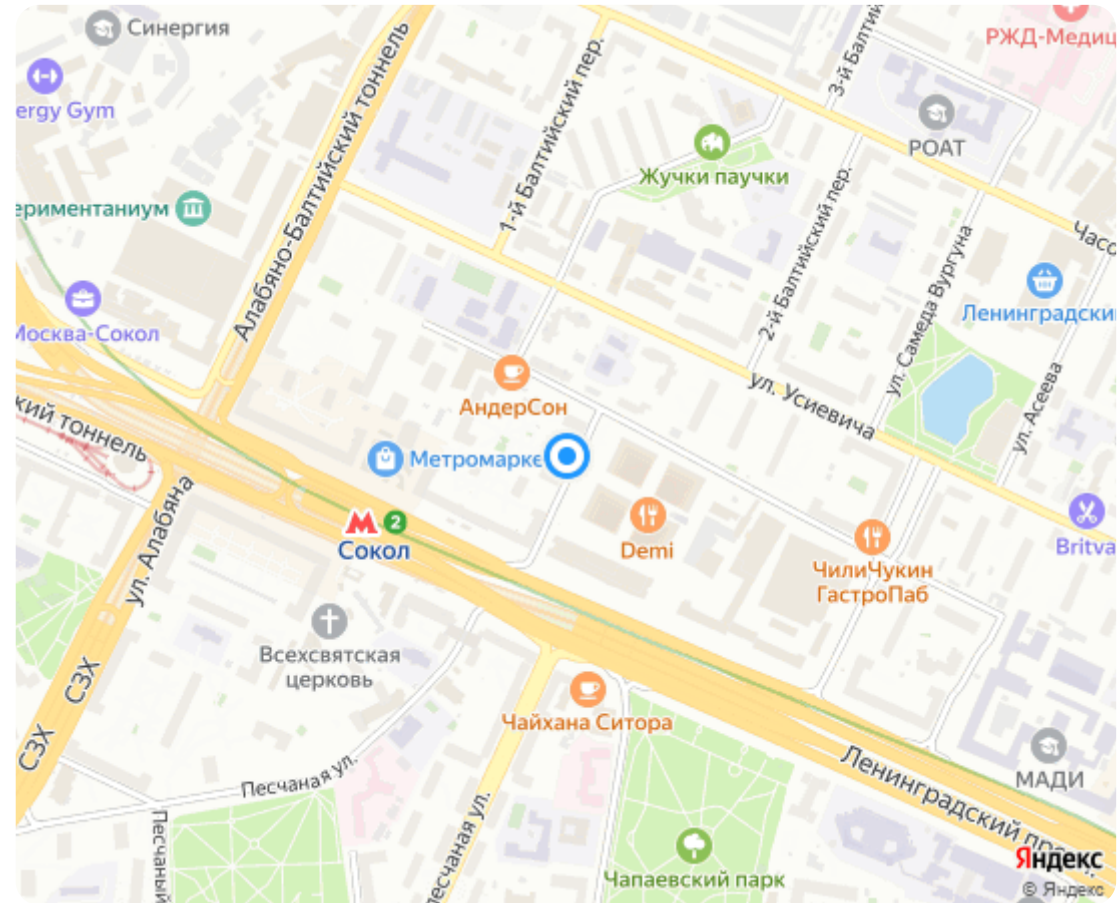 Синергия
РЖД-Медиц
ergy Gym
Алабяно-Балтийский тоннель
1-й Балтийский пер.
3-й Балтий
РОАТ
Жучки паучки
ериментаниум
2-й Балтийский пер.
ул. Самеда Вургуна
Часо
Москва-Сокол
Ленинградский
кий тоннель
АндерСон
ул. Усиевича
ул. Асеева
Метромарке
ул. Алабяна
2
Сокол
Demi
ЧилиЧукин
ГастроПаб
Britva
Всехсвятская
церковь
СЗХ
СЗХ
Чайхана Ситора
Песчаная ул.
Ленинградский про
МАДИ
Песчаный
есчаная ул.
Чапаевский парк
Яндекс
© Яндекс